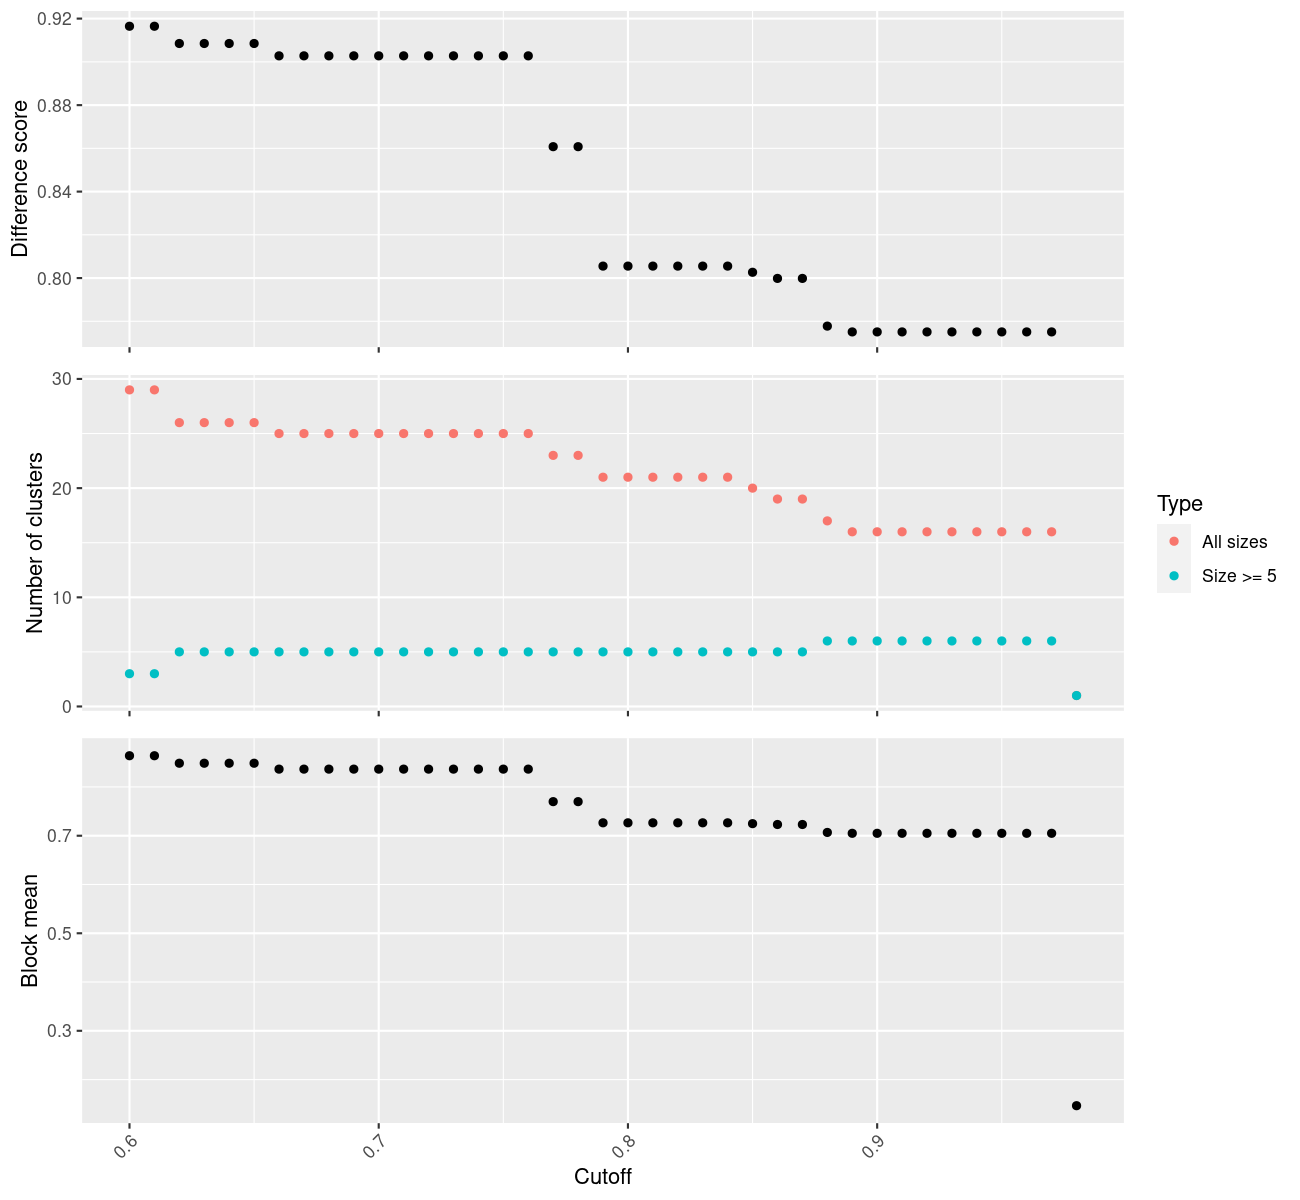 Difference score
0.92
0.88
0.84
0.80
Number of clusters
30
20
10
0
Type
All sizes
Size >= 5
Block mean
0.7
0.5
0.3
0.6
0.7
0.8
0.9
Cutoff